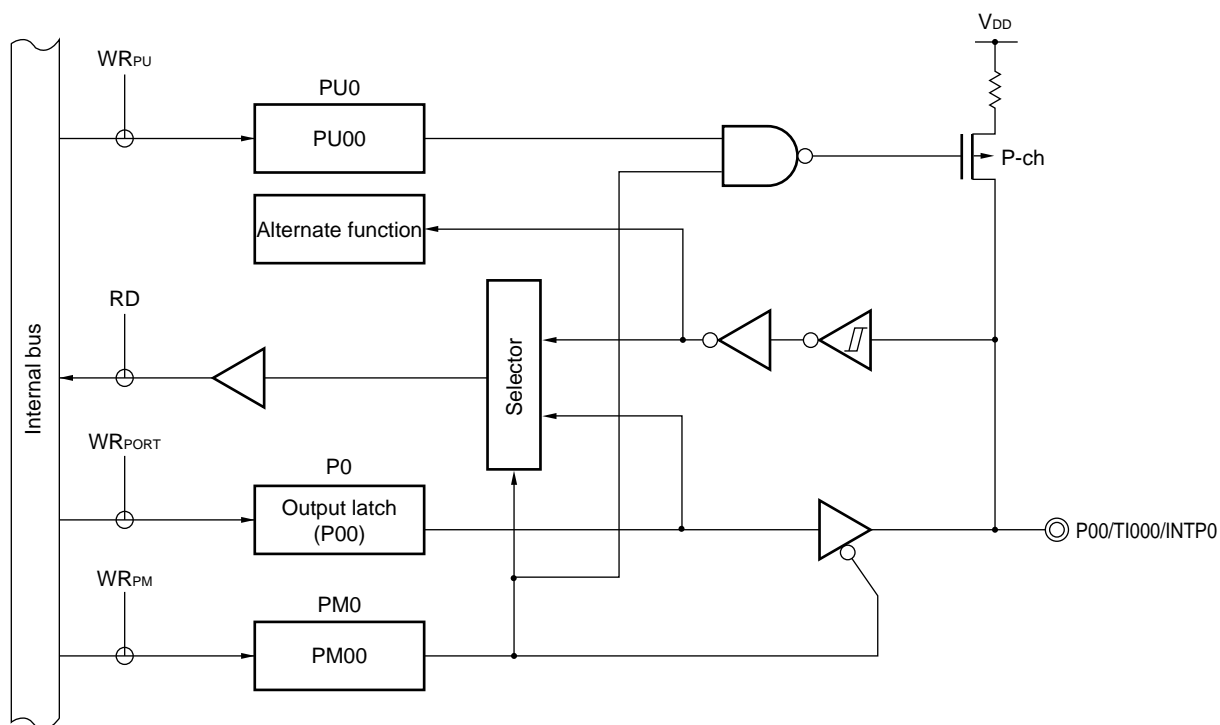 VDD
WRPU
PU0
PU00
P-ch
Alternate function
RD
Internal bus
Selector
WRPORT
P0
Output latch
(P00)
P00/TI000/INTP0
WRPM
PM0
PM00